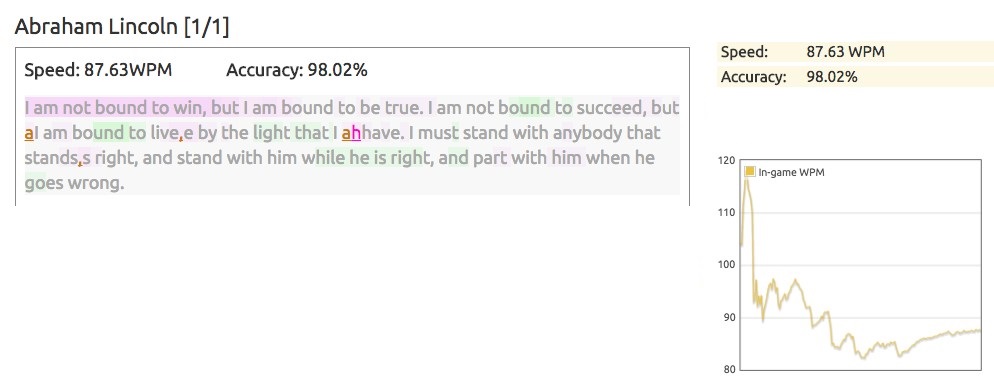 Abraham Lincoln [1/1]
Speed: 87.63WPM Accuracy: 98.02%
I am not bound to win, but I am bound to be true. I am not bound to succeed, but
aI am bound to live,e by the light that I ahhave. I must stand with anybody that
stands,s right, and stand with him while he is right, and part with him when he
goes wrong.
Speed: 87.63 WPM
Accuracy: 98.02%
120
In-game WPM
110
100
90
80